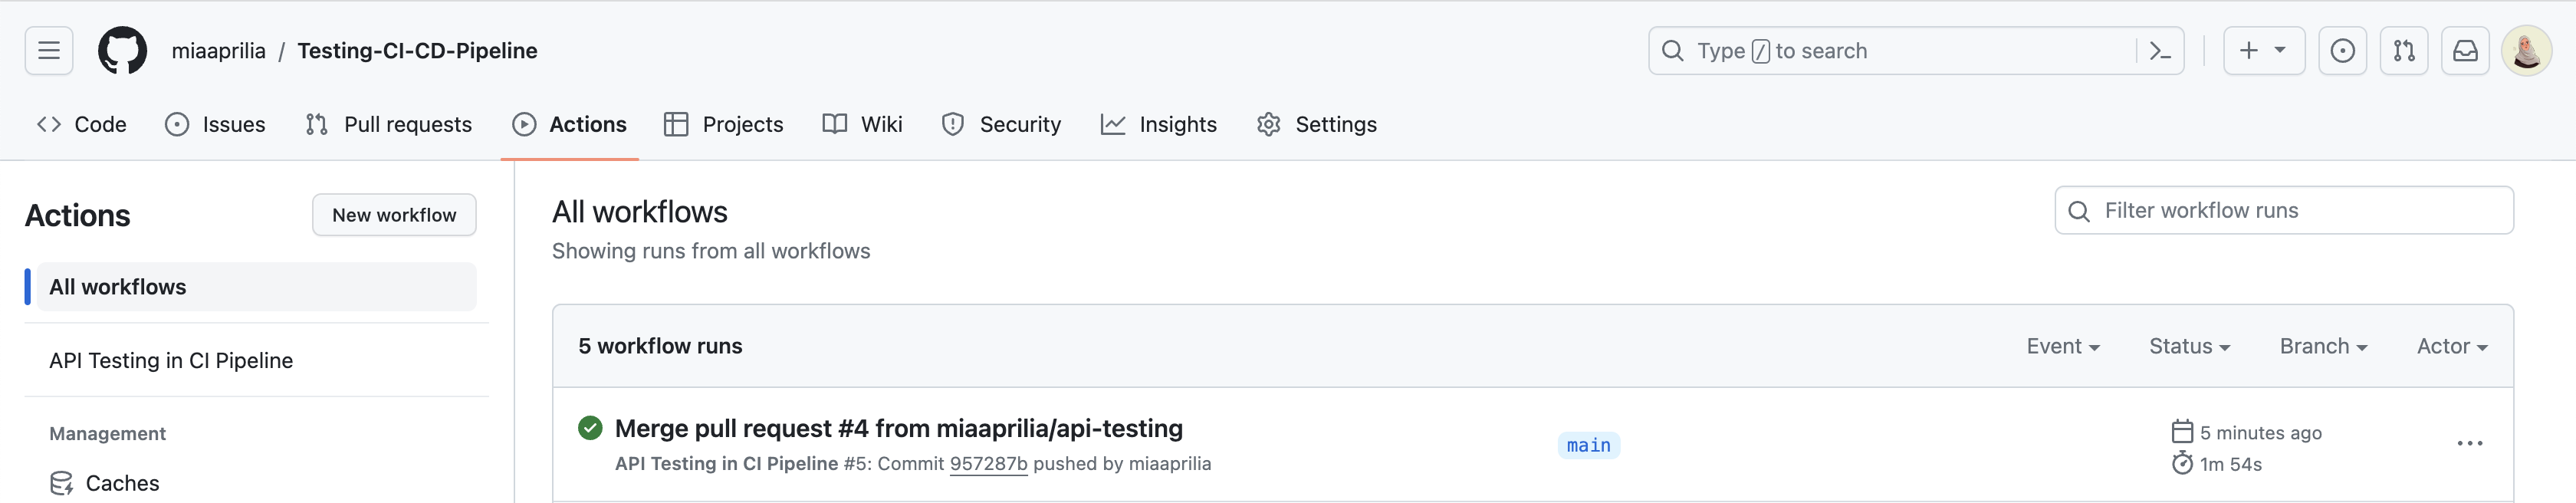 miaaprilia / Testing-CI-CD-Pipeline
Type / to search
Code Issues Pull requests Actions Projects Wiki Security Insights Settings
Actions
New workflow
All workflows
API Testing in CI Pipeline
Management
Caches
All workflows
Showing runs from all workflows
Filter workflow runs
5 workflow runs
Event Status Branch Actor
Merge pull request #4 from miaaprilia/api-testing
API Testing in CI Pipeline #5: Commit 957287b pushed by miaaprilia
main
5 minutes ago
1m 54s